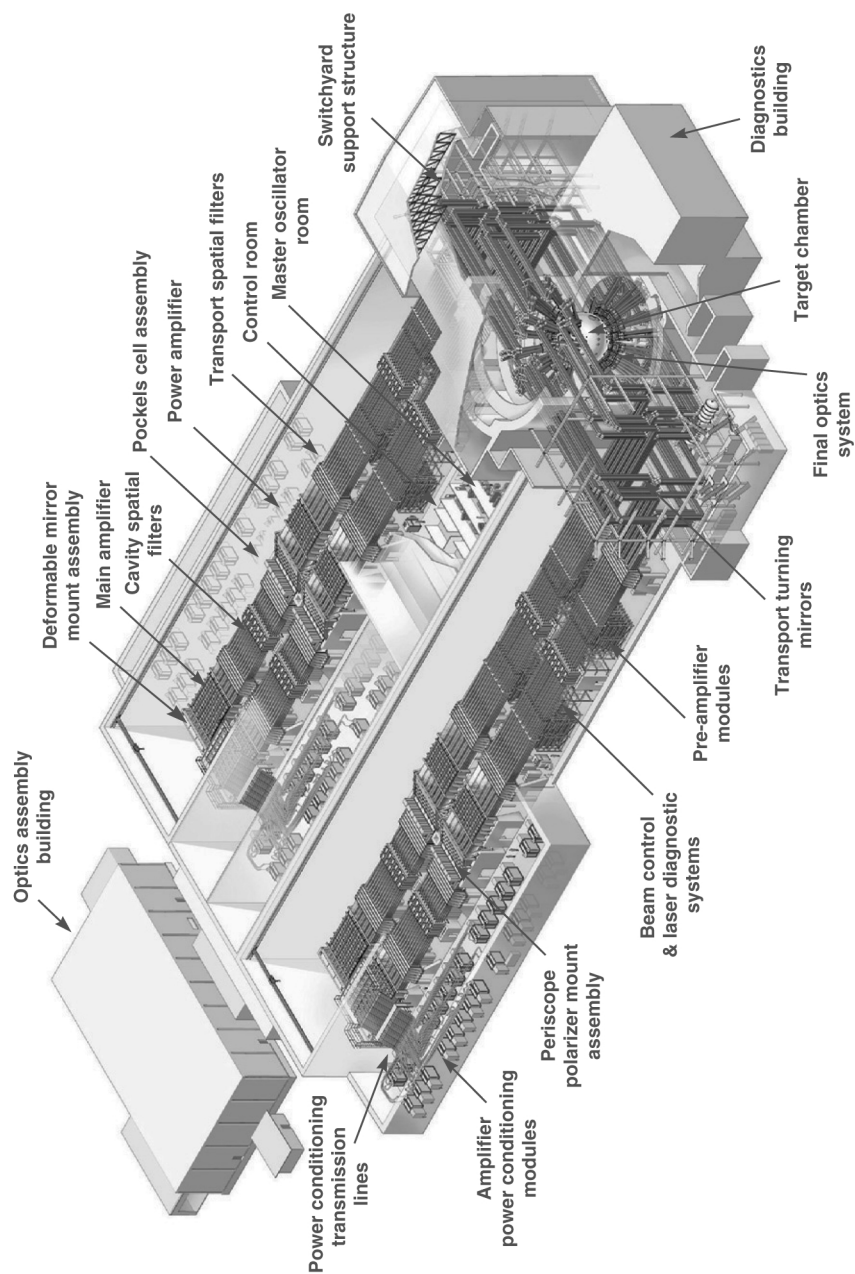 Optics assembly
building
Deformable mirror
mount assembly
Main amplifier
Cavity spatial
filters
Pockels cell assembly
Power amplifier
Transport spatial filters
Control room
Master oscillator
room
Switchyard
support structure
Power conditioning
transmission
lines
Amplifier
power conditioning
modules
Periscope
polarizer mount
assembly
Beam control
& laser diagnostic
systems
Pre-amplifier
modules
Transport turning
mirrors
Final optics
system
Target chamber
Diagnostics
building